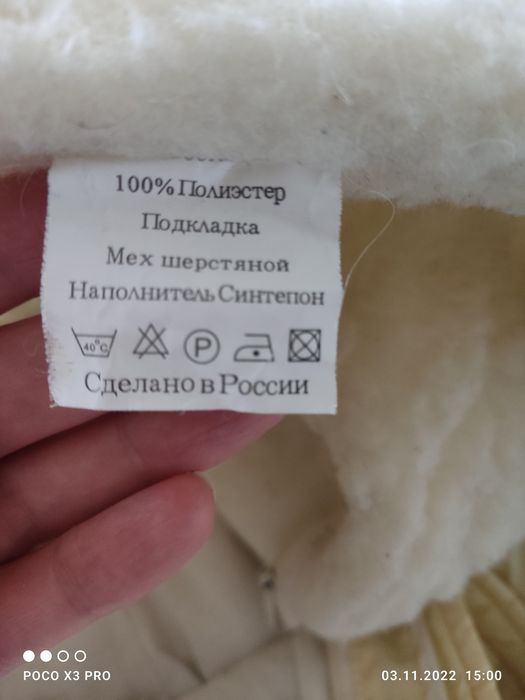 100% Полиэстер
Подкладка
Мех шерстяной
Наполнитель Синтепон
40°C P
Сделано в России
POCO X3 PRO
03.11.2022 15:00